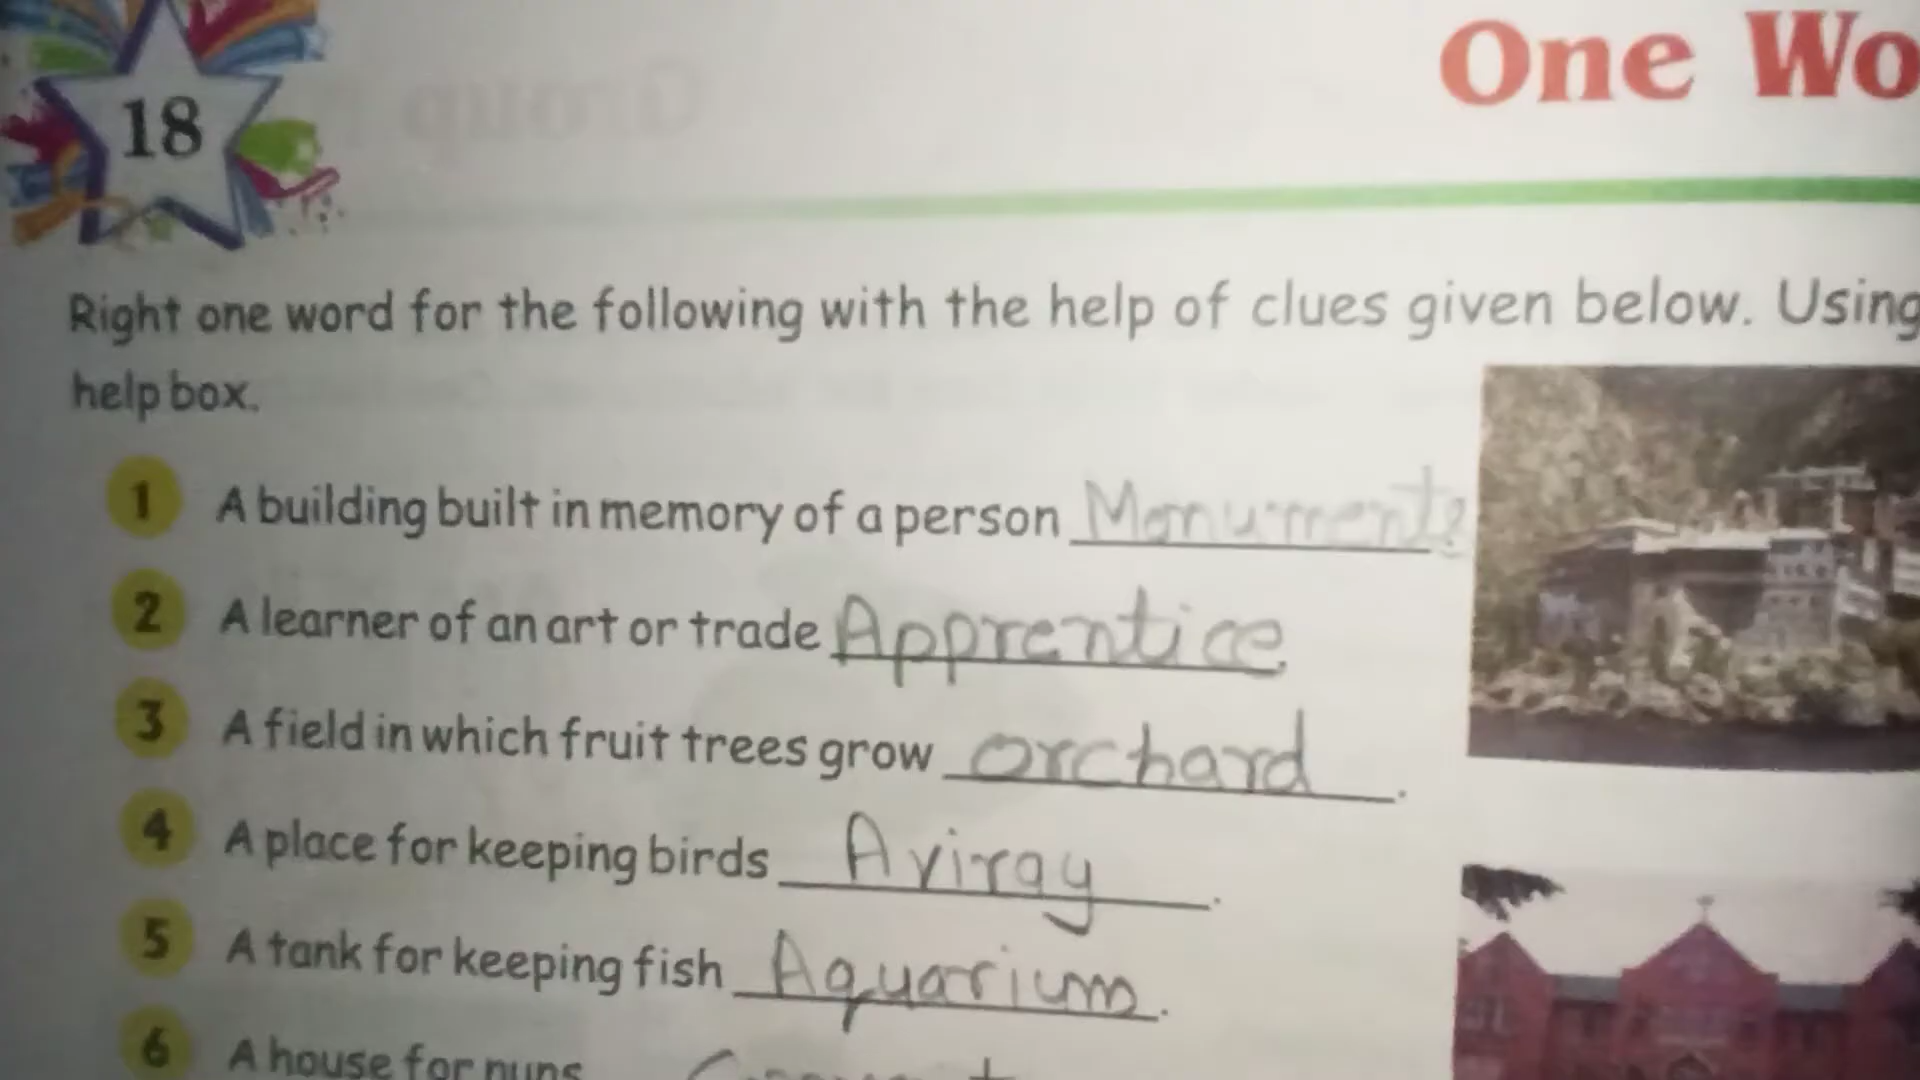 18
One Wo
Right one word for the following with the help of clues given below. Using
help box.
1 A building built in memory of a person Monumente
2 A learner of an art or trade Apprentice.
3 A field in which fruit trees grow orchard.
4 A place for keeping birds Aviray.
5 A tank for keeping fish Aquarium.
6 A house for nuns